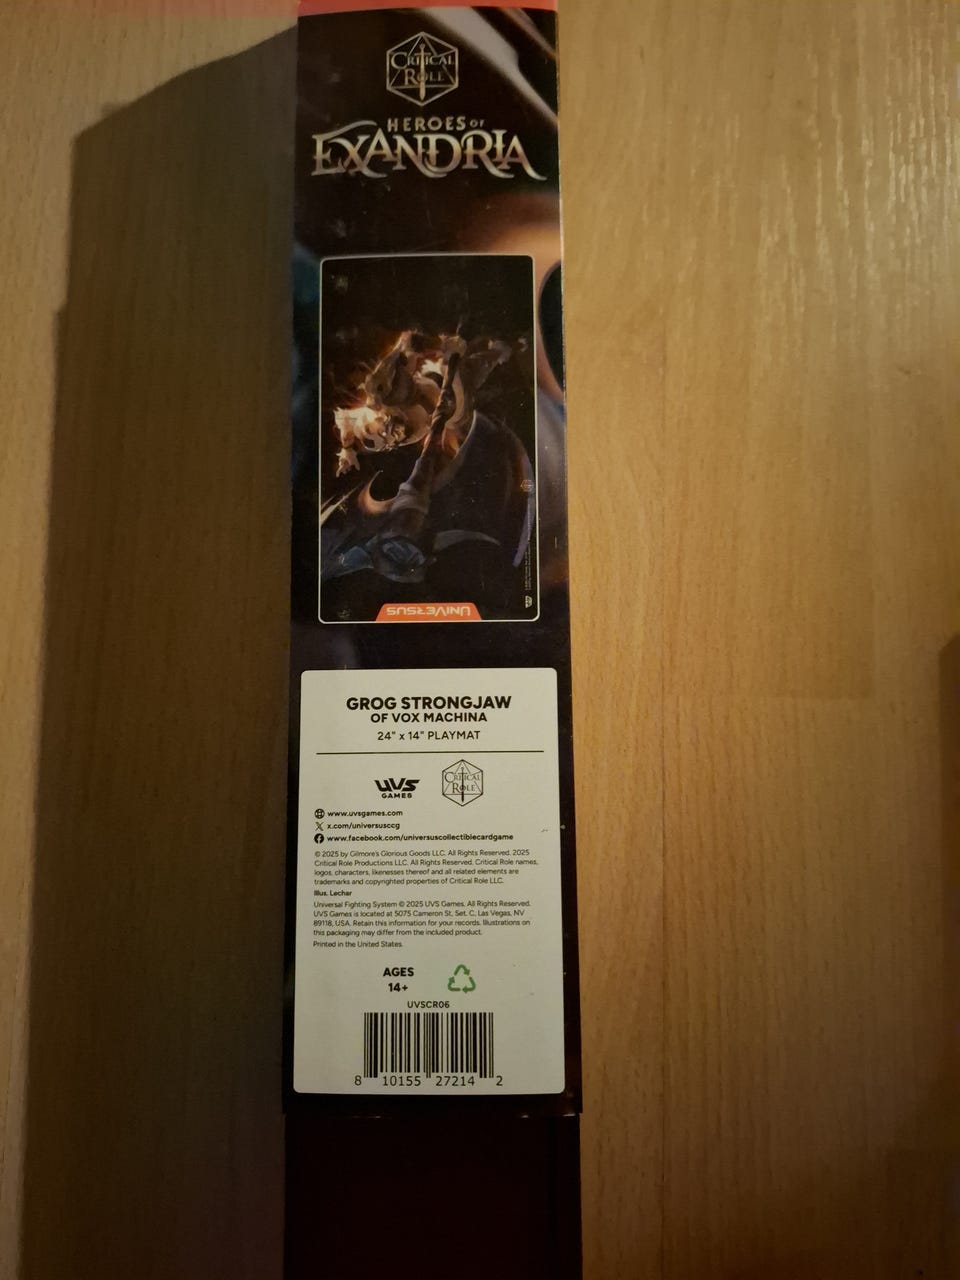 CRITICAL
ROLE
HEROES OF
EXANDRIA
UNIVERSUS
GROG STRONGJAW
OF VOX MACHINA
24" x 14" PLAYMAT
UVS
GAMES
CRITICAL
ROLE
www.uvsgames.com
x.com/universusccg
www.facebook.com/universuscollectiblecardgame
© 2025 by Gilmore's Glorious Goods LLC. All Rights Reserved. 2025
Critical Role Productions LLC. All Rights Reserved. Critical Role names,
logos, characters, likenesses thereof and all related elements are
trademarks and copyrighted properties of Critical Role LLC.
Illus. Lechar
Universal Fighting System © 2025 UVS Games. All Rights Reserved.
UVS Games is located at 5075 Cameron St, Set. C, Las Vegas, NV
89118, USA. Retain this information for your records. Illustrations on
this packaging may differ from the included product.
Printed in the United States.
AGES
14+
UVSCR06
8 10155 27214 2